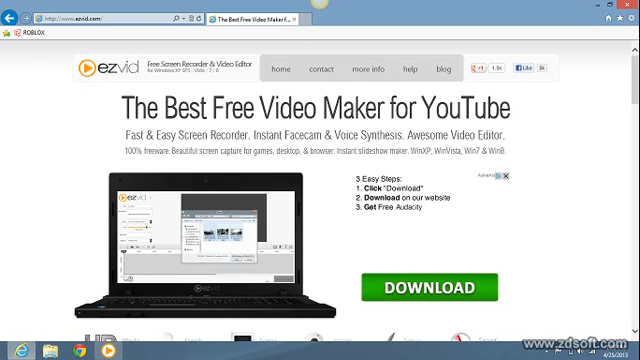 http://www.ezvid.com/
The Best Free Video Maker f...
ROBLOX
ezvid
Free Screen Recorder & Video Editor
for Windows XP SP3 / Vista / 7 / 8
home
contact
more info
help
blog
+1
1.5k
Like
9k
The Best Free Video Maker for YouTube
Fast & Easy Screen Recorder. Instant Facecam & Voice Synthesis. Awesome Video Editor.
100% freeware. Beautiful screen capture for games, desktop, & browser. Instant slideshow maker. WinXP, WinVista, Win7 & Win8.
3 Easy Steps:
1. Click "Download"
2. Download on our website
3. Get Free Audacity
ezvid
DOWNLOAD
www.zdsoft.com
4/25/2013